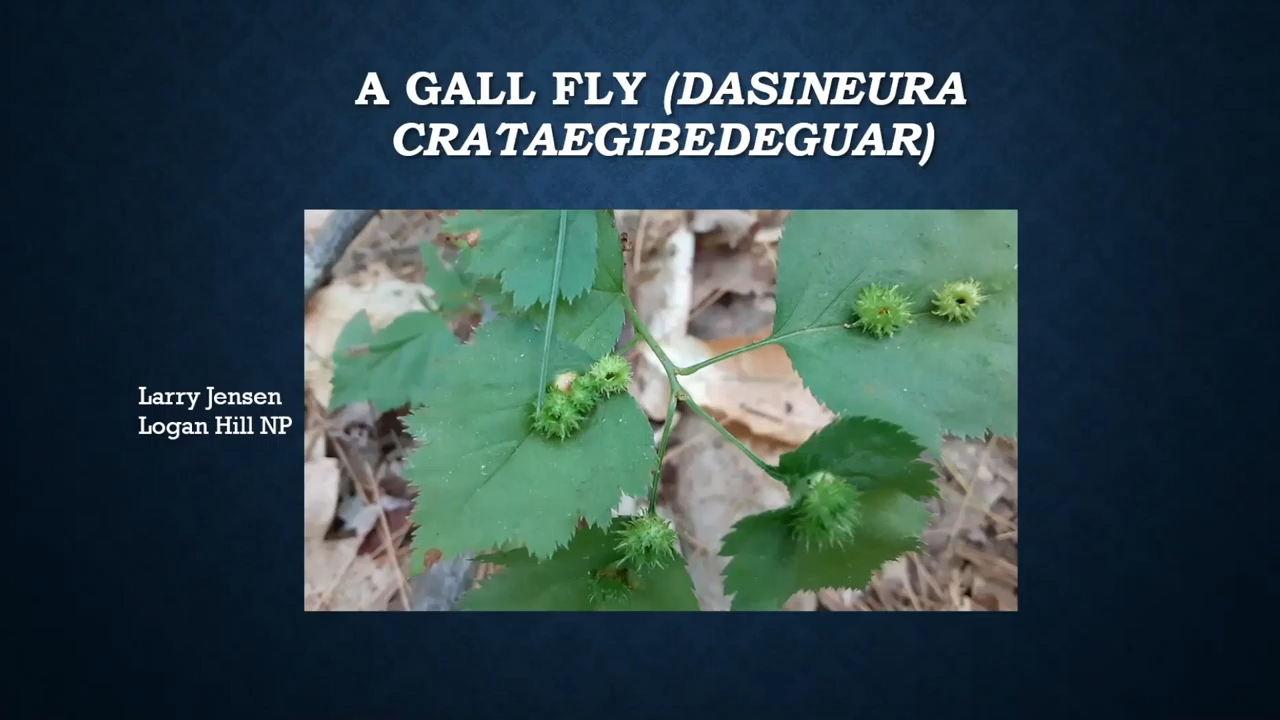 A GALL FLY (DASINEURA
CRATAEGIBEDEGUAR)
Larry Jensen
Logan Hill NP